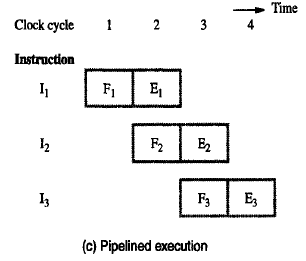 Time
Clock cycle 1 2 3 4
Instruction
I1 F1 E1
I2 F2 E2
I3 F3 E3
(c) Pipelined execution